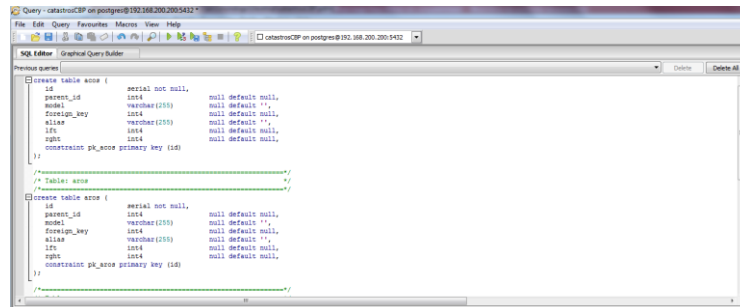 Query - catastrosCBP on postgres@192.168.200.200:5432 *
File Edit Query Favourites Macros View Help
catastrosCBP on postgres@192.168.200.200:5432
SQL Editor Graphical Query Builder
Previous queries Delete Delete All
create table acos (
id serial not null,
parent_id int4 null default null,
model varchar(255) null default '',
foreign_key int4 null default null,
alias varchar(255) null default '',
lft int4 null default null,
rght int4 null default null,
constraint pk_acos primary key (id)
);
/*==============================================================*/
/* Table: aros */
/*==============================================================*/
create table aros (
id serial not null,
parent_id int4 null default null,
model varchar(255) null default '',
foreign_key int4 null default null,
alias varchar(255) null default '',
lft int4 null default null,
rght int4 null default null,
constraint pk_aros primary key (id)
);
/*==============================================================*/